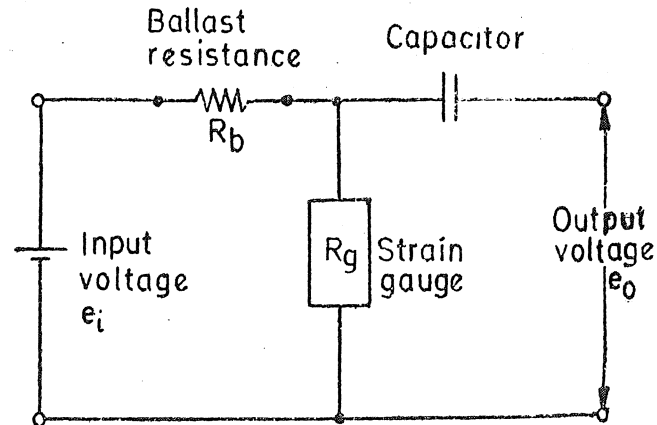 Ballast
resistance
Capacitor
R_b
Input
voltage
e_i
R_g
Strain
gauge
Output
voltage
e_o